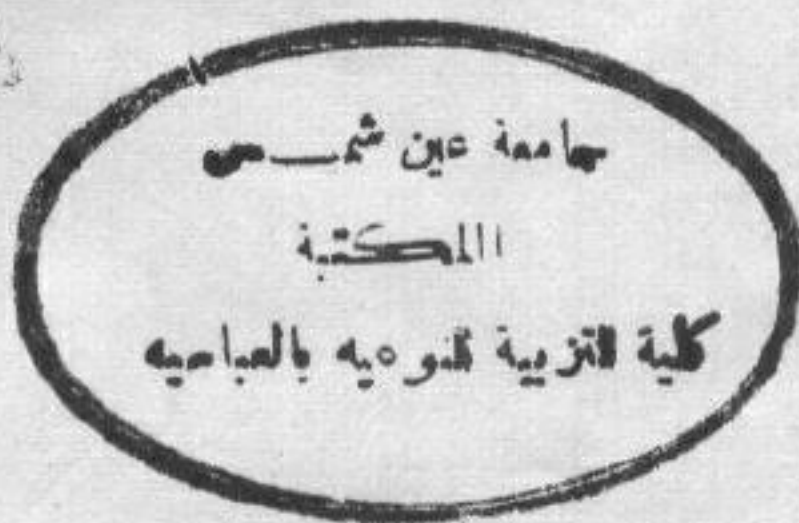 جامعة عين شمس
المكتبة
كلية التربية النوعيه بالعباسيه